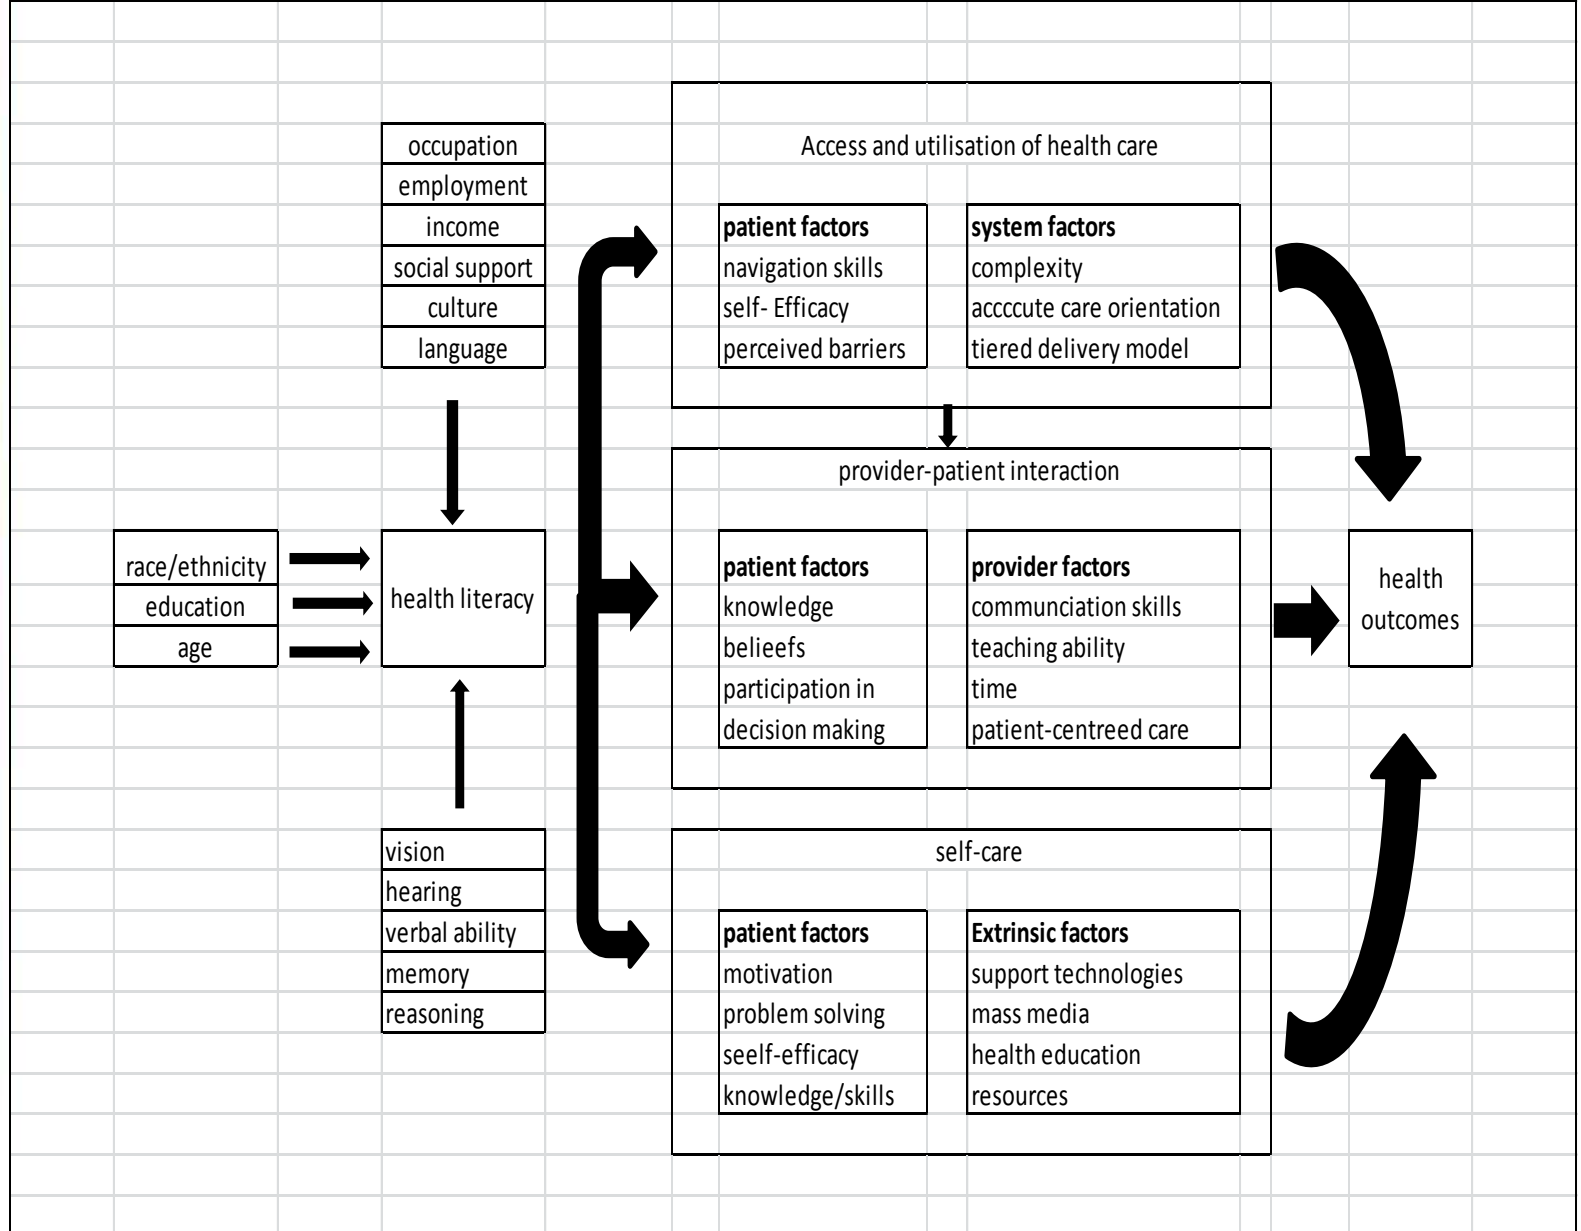 occupation
employment
income
social support
culture
language
race/ethnicity
education
age
health literacy
vision
hearing
verbal ability
memory
reasoning
Access and utilisation of health care
patient factors
navigation skills
self- Efficacy
perceived barriers
system factors
complexity
accccute care orientation
tiered delivery model
provider-patient interaction
patient factors
knowledge
belieefs
participation in
decision making
provider factors
communciation skills
teaching ability
time
patient-centreed care
self-care
patient factors
motivation
problem solving
seelf-efficacy
knowledge/skills
Extrinsic factors
support technologies
mass media
health education
resources
health
outcomes